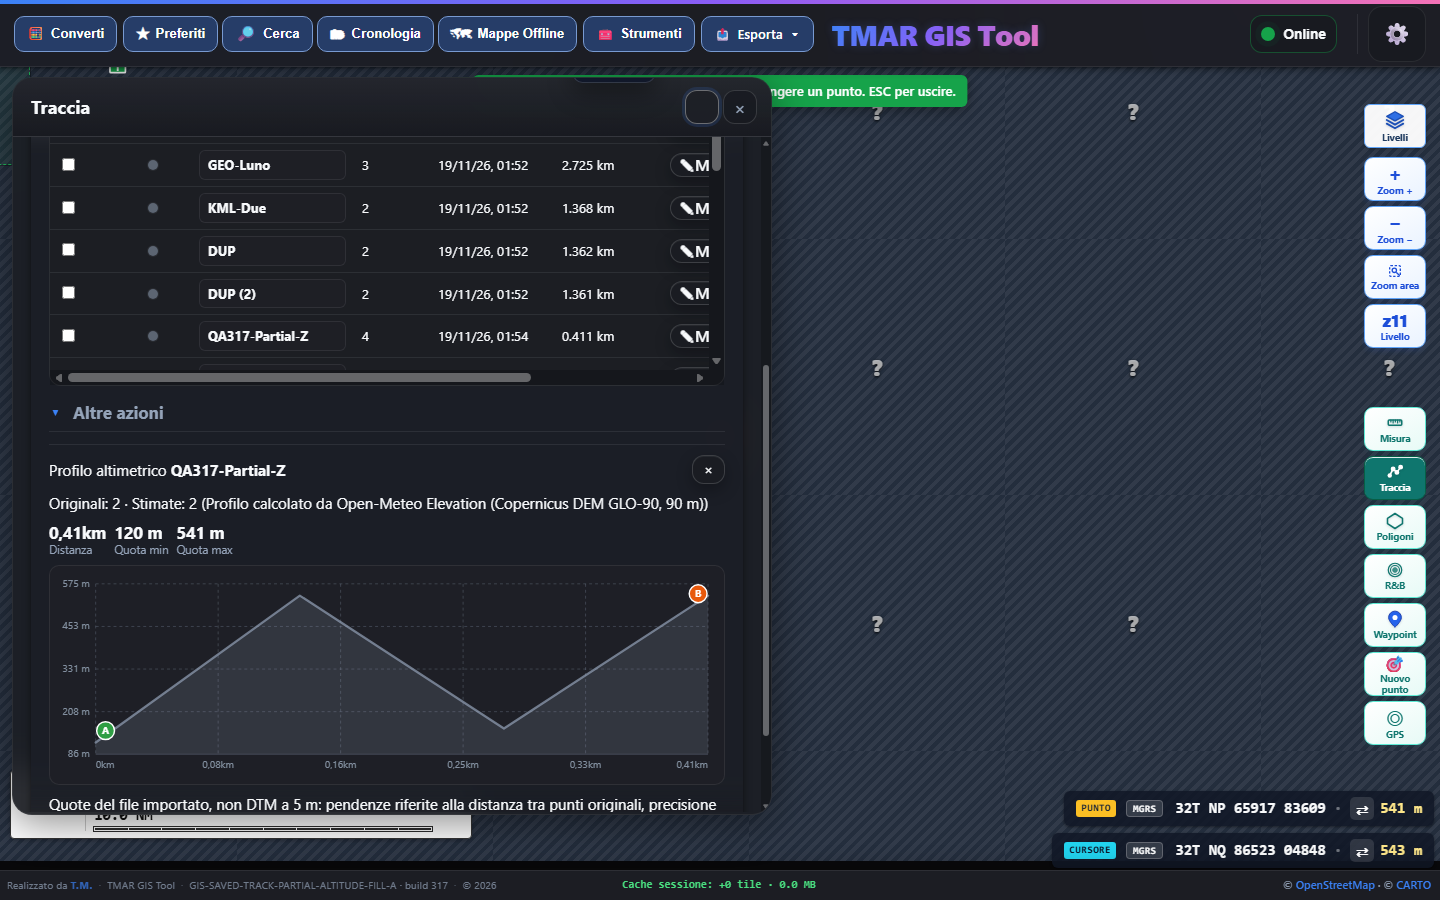 Converti
Preferiti
Cerca
Cronologia
Mappe Offline
Strumenti
Esporta
TMAR GIS Tool
Online
ngere un punto. ESC per uscire.
Traccia
×
GEO-Luno 3 19/11/26, 01:52 2.725 km M
KML-Due 2 19/11/26, 01:52 1.368 km M
DUP 2 19/11/26, 01:52 1.362 km M
DUP (2) 2 19/11/26, 01:52 1.361 km M
QA317-Partial-Z 4 19/11/26, 01:54 0.411 km M
Altre azioni
Profilo altimetrico QA317-Partial-Z ×
Originali: 2 · Stimate: 2 (Profilo calcolato da Open-Meteo Elevation (Copernicus DEM GLO-90, 90 m))
0,41km 120 m 541 m
Distanza Quota min Quota max
575 m
453 m
331 m
208 m
86 m
A
B
0km 0,08km 0,16km 0,25km 0,33km 0,41km
Quote del file importato, non DTM a 5 m: pendenze riferite alla distanza tra punti originali, precisione
10.0 NM
? ?
? ? ?
? ?
Livelli
+
Zoom +
−
Zoom −
Zoom area
z11
Livello
Misura
Traccia
Poligoni
R&B
Waypoint
Nuovo
punto
GPS
PUNTO MGRS 32T NP 65917 83609 · ⇄ 541 m
CURSORE MGRS 32T NQ 86523 04848 · ⇄ 543 m
Realizzato da T.M. · TMAR GIS Tool · GIS-SAVED-TRACK-PARTIAL-ALTITUDE-FILL-A · build 317 · © 2026
Cache sessione: +0 tile · 0.0 MB
© OpenStreetMap · © CARTO